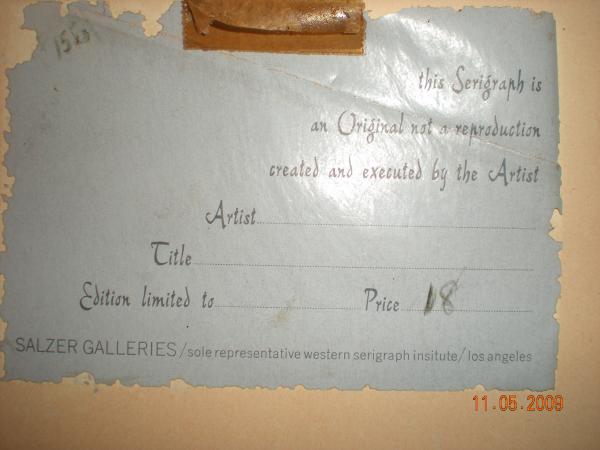 this Serigraph is
an Original not a reproduction
created and executed by the Artist
Artist
Title
Edition limited to Price 18
SALZER GALLERIES/sole representative western serigraph insitute/los angeles
11.05.2009